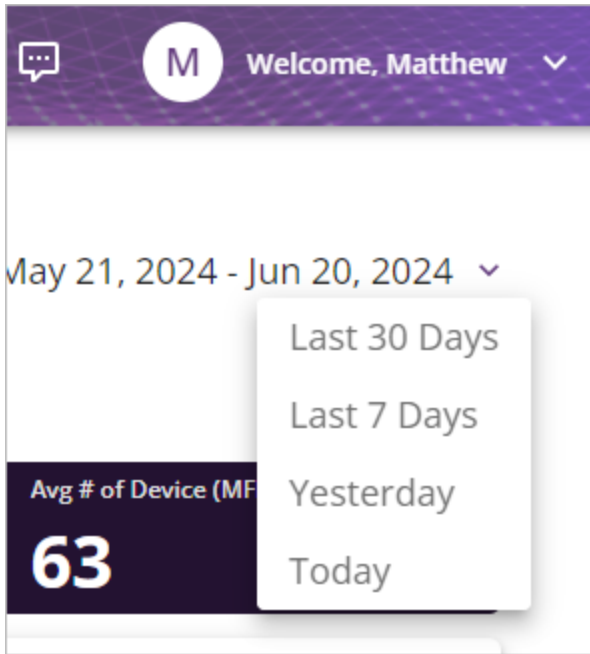 M
Welcome, Matthew
May 21, 2024 - Jun 20, 2024
Last 30 Days
Last 7 Days
Yesterday
Today
Avg # of Device (MF
63